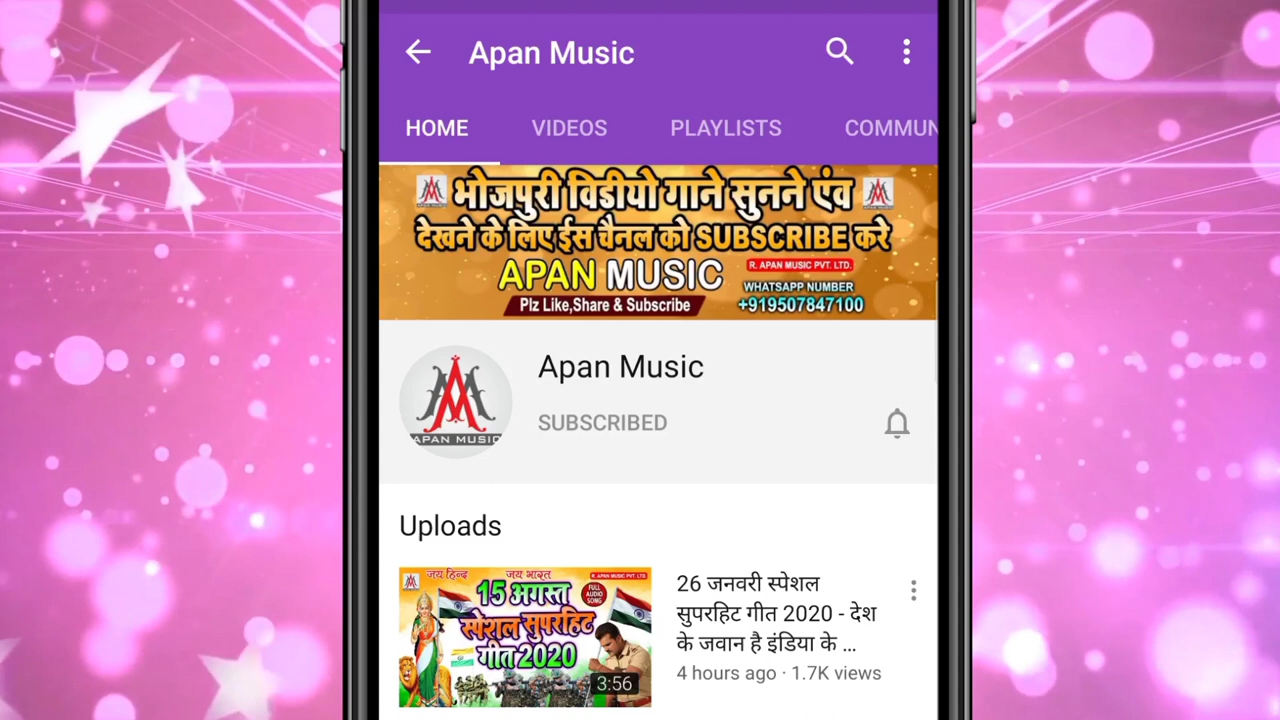 Apan Music
HOME VIDEOS PLAYLISTS COMMUN
भोजपुरी विडीयो गाने सुनने एंव
देखने के लिए ईस चैनल को SUBSCRIBE करे
APAN MUSIC
R. APAN MUSIC PVT. LTD.
WHATSAPP NUMBER
+919507847100
Plz Like,Share & Subscribe
Apan Music
SUBSCRIBED
APAN MUSIC
Uploads
जय हिन्द जय भारत
R. APAN MUSIC PVT. LTD
15 अगस्त
FULL
AUDIO
SONG
स्पेशल सुपरहिट
गीत 2020
3:56
26 जनवरी स्पेशल
सुपरहिट गीत 2020 - देश
के जवान है इंडिया के ...
4 hours ago · 1.7K views